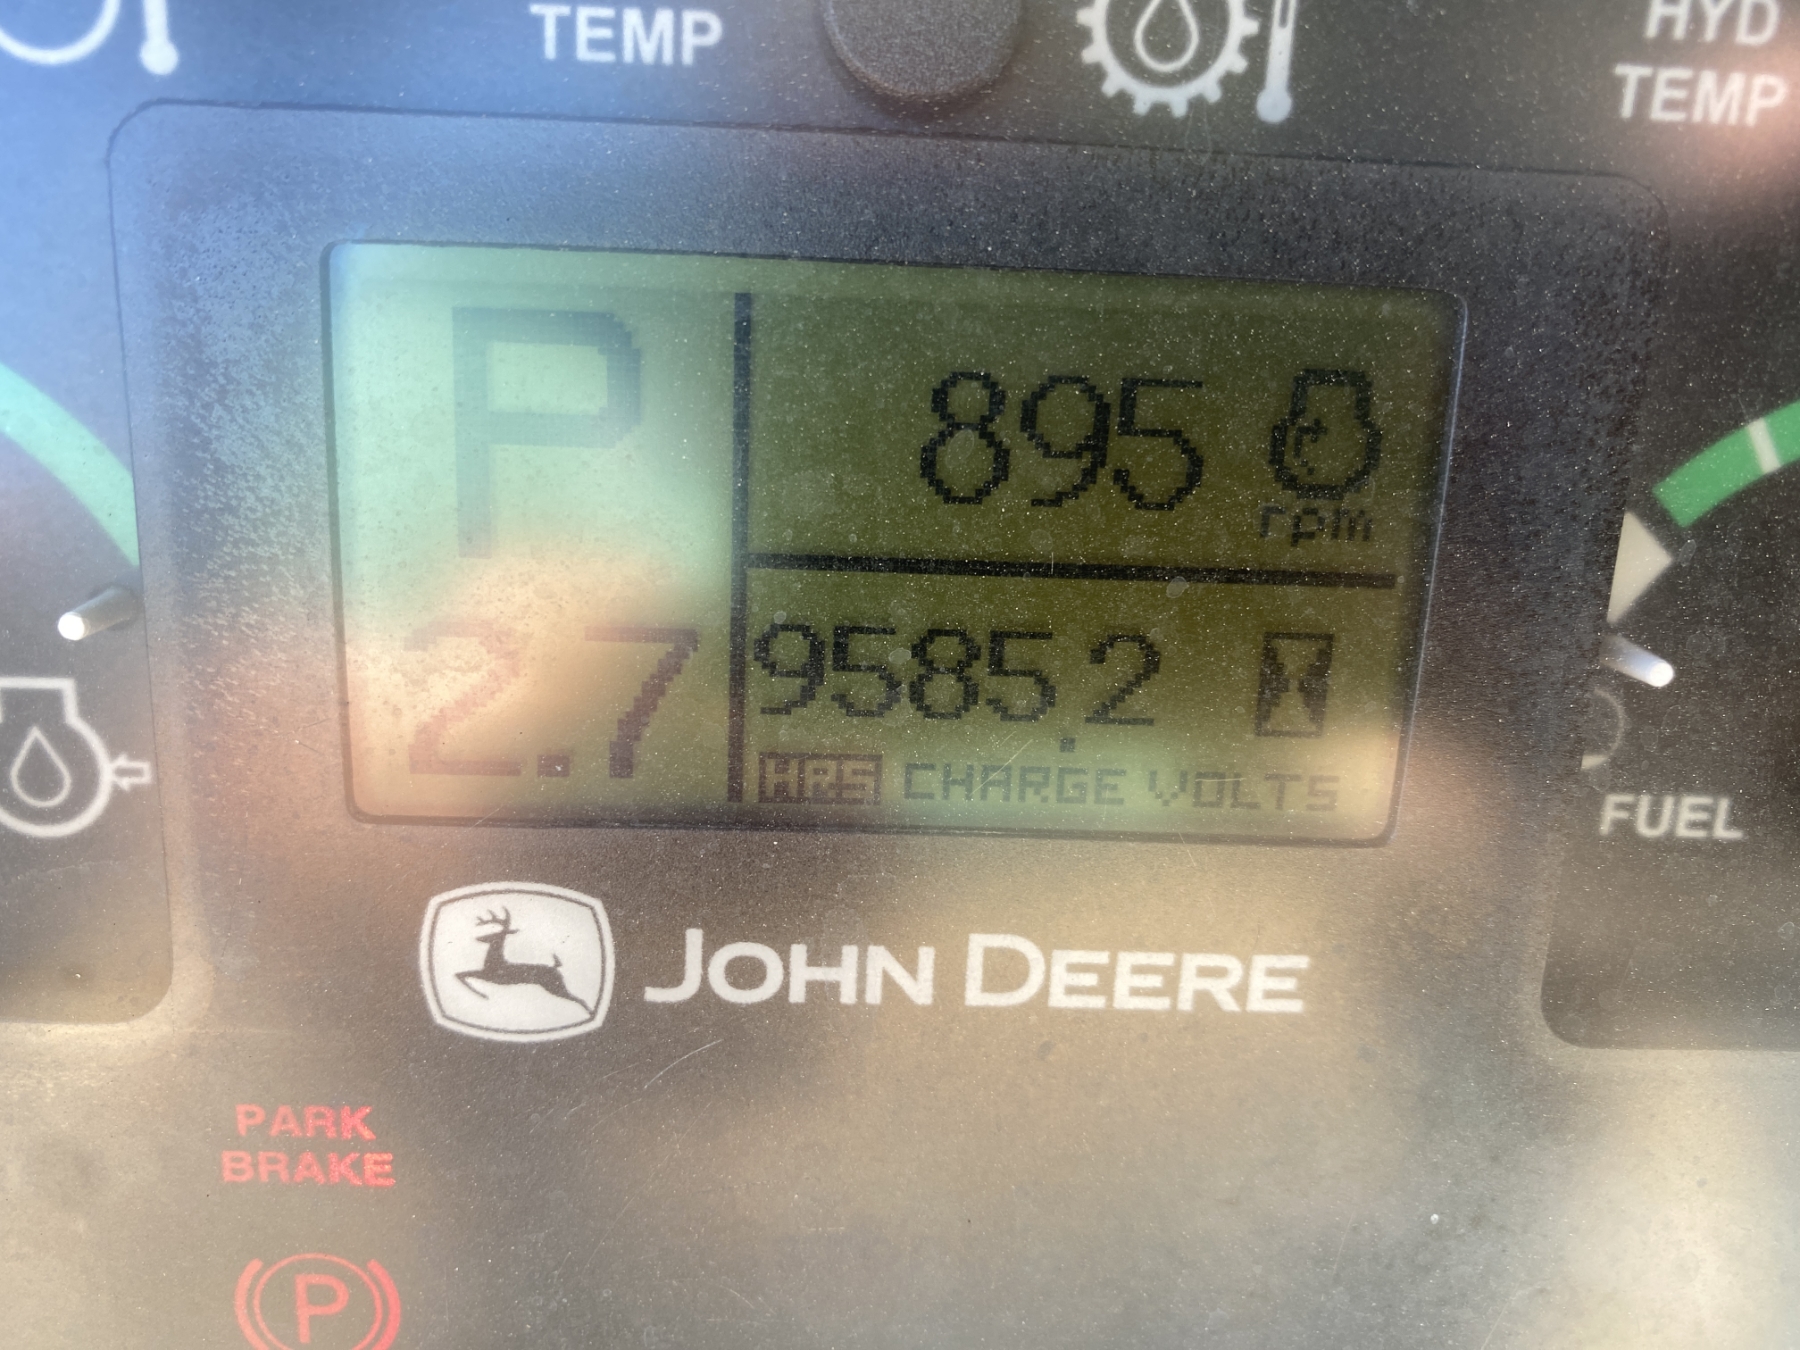 TEMP
HYD
TEMP
P
895
rpm
2.7
9585.2
HRS CHARGE VOLTS
FUEL
JOHN DEERE
PARK
BRAKE
P